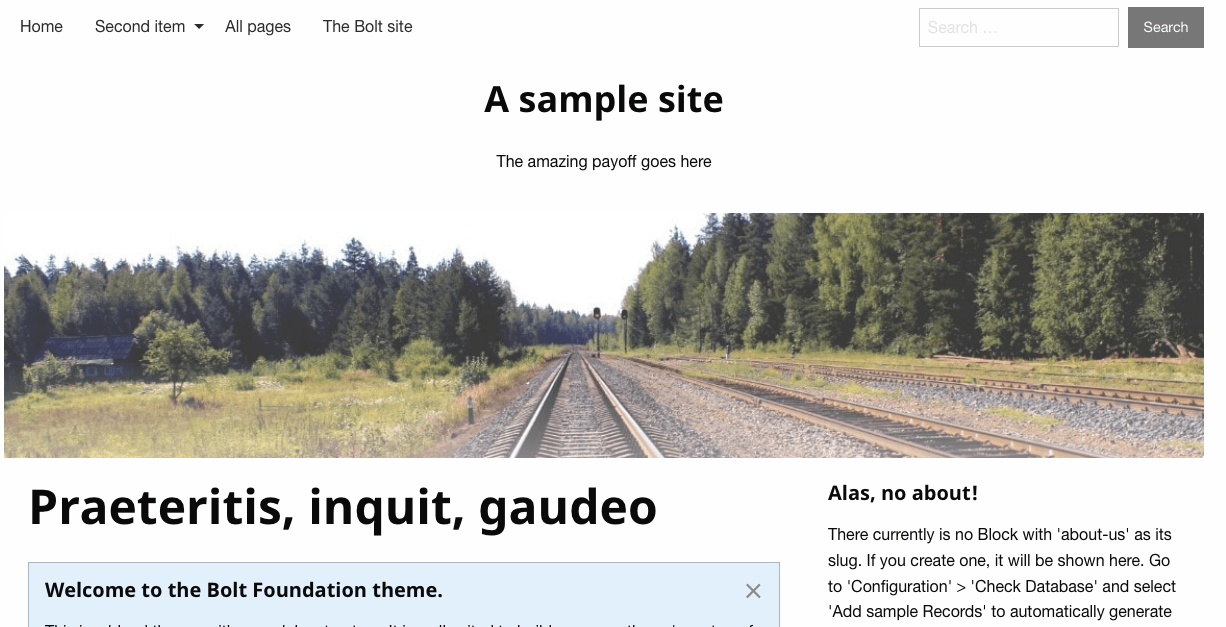 Home Second item All pages The Bolt site Search … Search
A sample site
The amazing payoff goes here
Praeteritis, inquit, gaudeo
Welcome to the Bolt Foundation theme.
Alas, no about!
There currently is no Block with 'about-us' as its
slug. If you create one, it will be shown here. Go
to 'Configuration' > 'Check Database' and select
'Add sample Records' to automatically generate